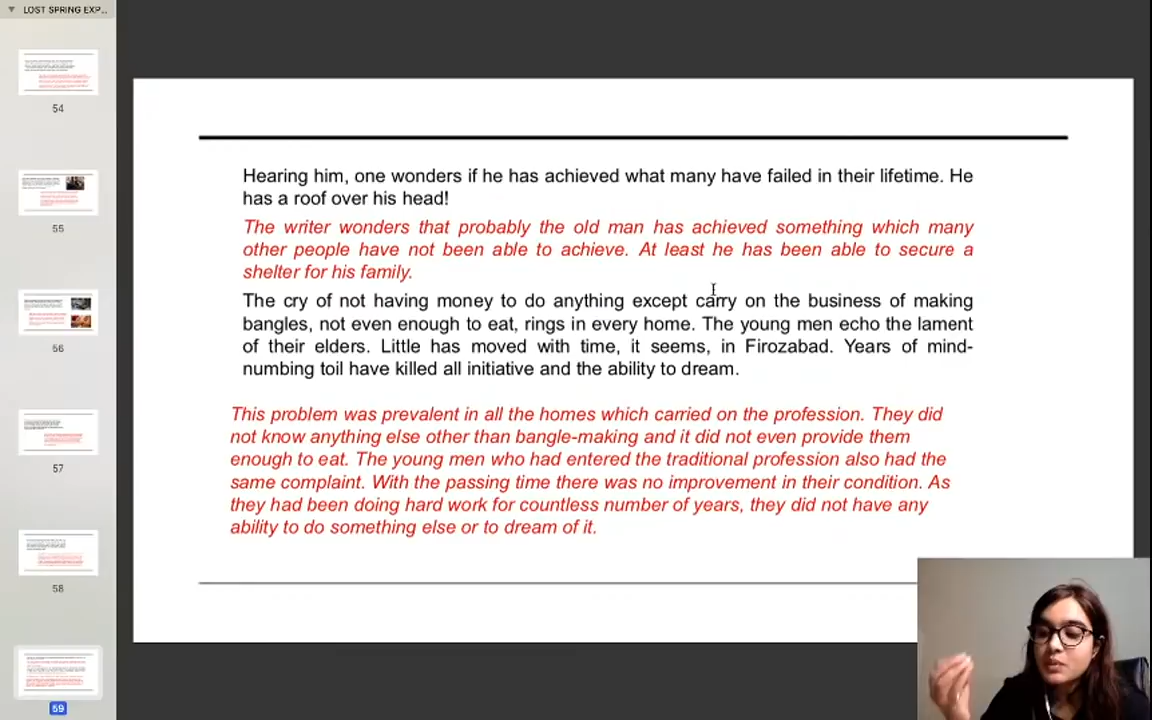 LOST SPRING EXP...
54
55
56
57
58
59
Hearing him, one wonders if he has achieved what many have failed in their lifetime. He
has a roof over his head!
The writer wonders that probably the old man has achieved something which many
other people have not been able to achieve. At least he has been able to secure a
shelter for his family.
The cry of not having money to do anything except carry on the business of making
bangles, not even enough to eat, rings in every home. The young men echo the lament
of their elders. Little has moved with time, it seems, in Firozabad. Years of mind-
numbing toil have killed all initiative and the ability to dream.
This problem was prevalent in all the homes which carried on the profession. They did
not know anything else other than bangle-making and it did not even provide them
enough to eat. The young men who had entered the traditional profession also had the
same complaint. With the passing time there was no improvement in their condition. As
they had been doing hard work for countless number of years, they did not have any
ability to do something else or to dream of it.